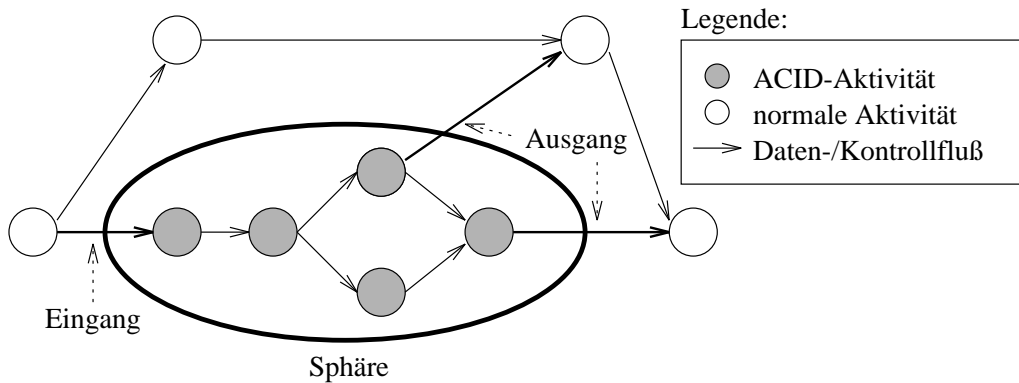 Legende:
ACID-Aktivität
normale Aktivität
Daten-/Kontrollfluß
Ausgang
Eingang
Sphäre